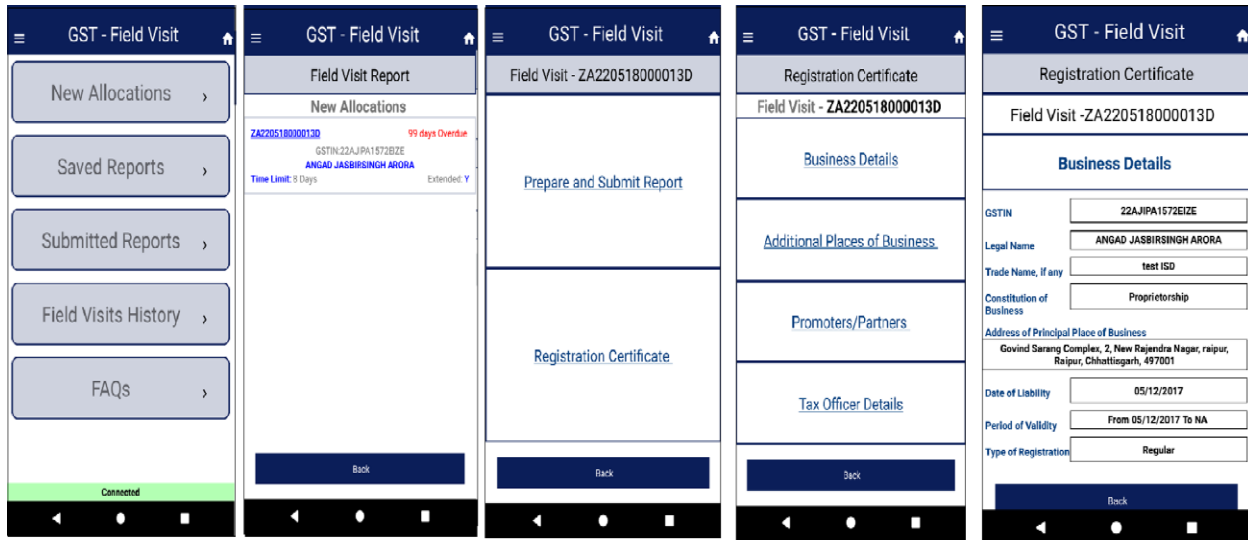 GST - Field Visit
New Allocations
Saved Reports
Submitted Reports
Field Visits History
FAQs
Connected
GST - Field Visit
Field Visit Report
New Allocations
ZA220518000013D 99 days Overdue
GSTIN:22AJIPA1572BZE
ANGAD JASBIRSINGH ARORA
Time Limit: 8 Days Extended: Y
Back
GST - Field Visit
Field Visit - ZA220518000013D
Prepare and Submit Report
Registration Certificate
Back
GST - Field Visit
Registration Certificate
Field Visit - ZA220518000013D
Business Details
Additional Places of Business
Promoters/Partners
Tax Officer Details
Back
GST - Field Visit
Registration Certificate
Field Visit -ZA220518000013D
Business Details
GSTIN 22AJIPA1572EIZE
Legal Name ANGAD JASBIRSINGH ARORA
Trade Name, if any test ISD
Constitution of Business Proprietorship
Address of Principal Place of Business
Govind Sarang Complex, 2, New Rajendra Nagar, raipur,
Raipur, Chhattisgarh, 497001
Date of Liability 05/12/2017
Period of Validity From 05/12/2017 To NA
Type of Registration Regular
Back